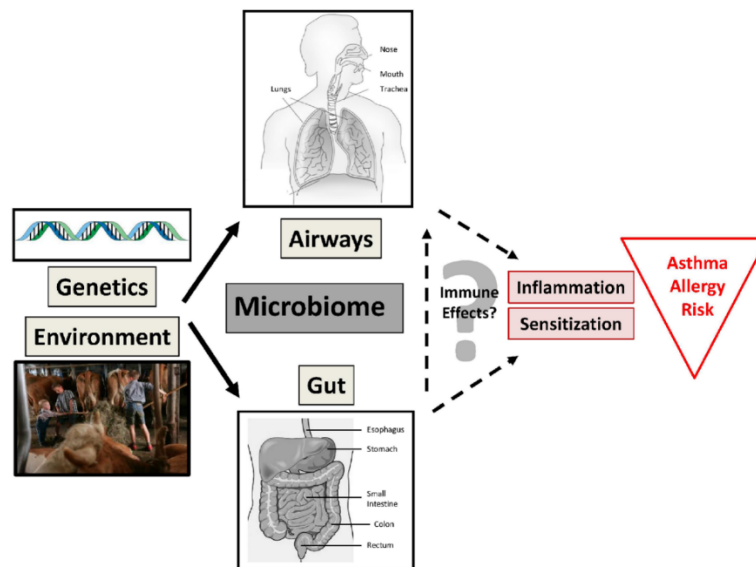 Nose
Mouth
Trachea
Lungs
Airways
Genetics
Environment
Microbiome
Immune
Effects?
?
Inflammation
Sensitization
Asthma
Allergy
Risk
Gut
Esophagus
Stomach
Small
Intestine
Colon
Rectum